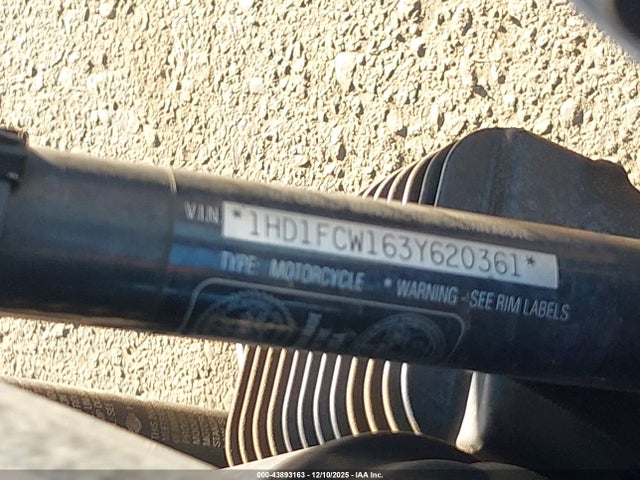 VIN *1HD1FCW163Y620361*
TYPE: MOTORCYCLE * WARNING - SEE RIM LABELS
000-43893163 - 12/10/2025 - IAA Inc.